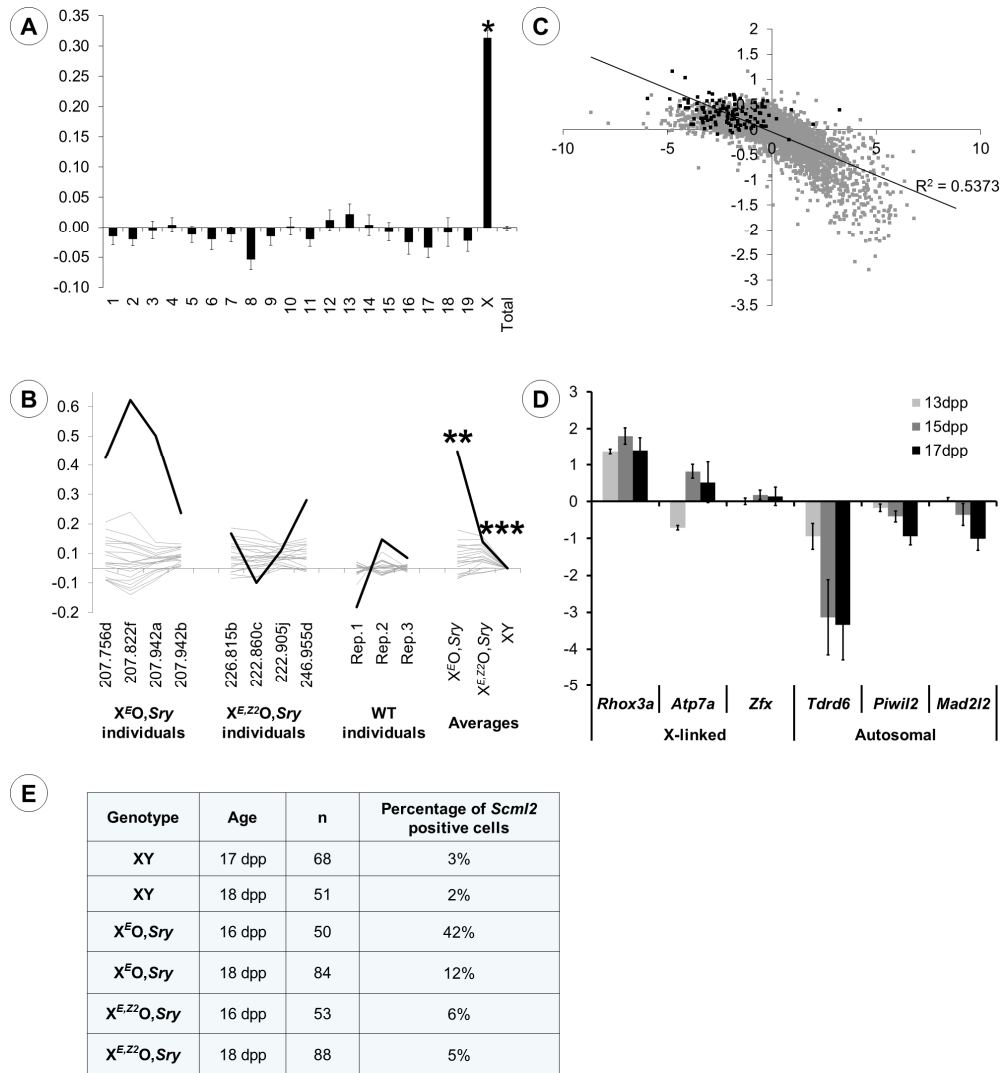 A
0.35
0.30
0.25
0.20
0.15
0.10
0.05
0.00
-0.05
-0.10
*
1 2 3 4 5 6 7 8 9 10 11 12 13 14 15 16 17 18 19 X Total
C
2
1.5
1
0.5
0
-0.5
-1
-1.5
-2
-2.5
-3
-3.5
-10 -5 0 5 10
R² = 0.5373
B
0.6
0.5
0.4
0.3
0.2
0.1
-0.1
-0.2
** ***
207.756d 207.822f 207.942a 207.942b 226.815b 222.860c 222.905j 246.955d Rep.1 Rep.2 Rep.3 XᴱO,Sry Xᴱ,ᶻ²O,Sry XY
XᴱO,Sry individuals
Xᴱ,ᶻ²O,Sry individuals
WT individuals
Averages
D
3
2
1
0
-1
-2
-3
-4
-5
13dpp
15dpp
17dpp
Rhox3a Atp7a Zfx Tdrd6 Piwil2 Mad2l2
X-linked Autosomal
E
Genotype Age n Percentage of Scml2 positive cells
XY 17 dpp 68 3%
XY 18 dpp 51 2%
XᴱO,Sry 16 dpp 50 42%
XᴱO,Sry 18 dpp 84 12%
Xᴱ,ᶻ²O,Sry 16 dpp 53 6%
Xᴱ,ᶻ²O,Sry 18 dpp 88 5%